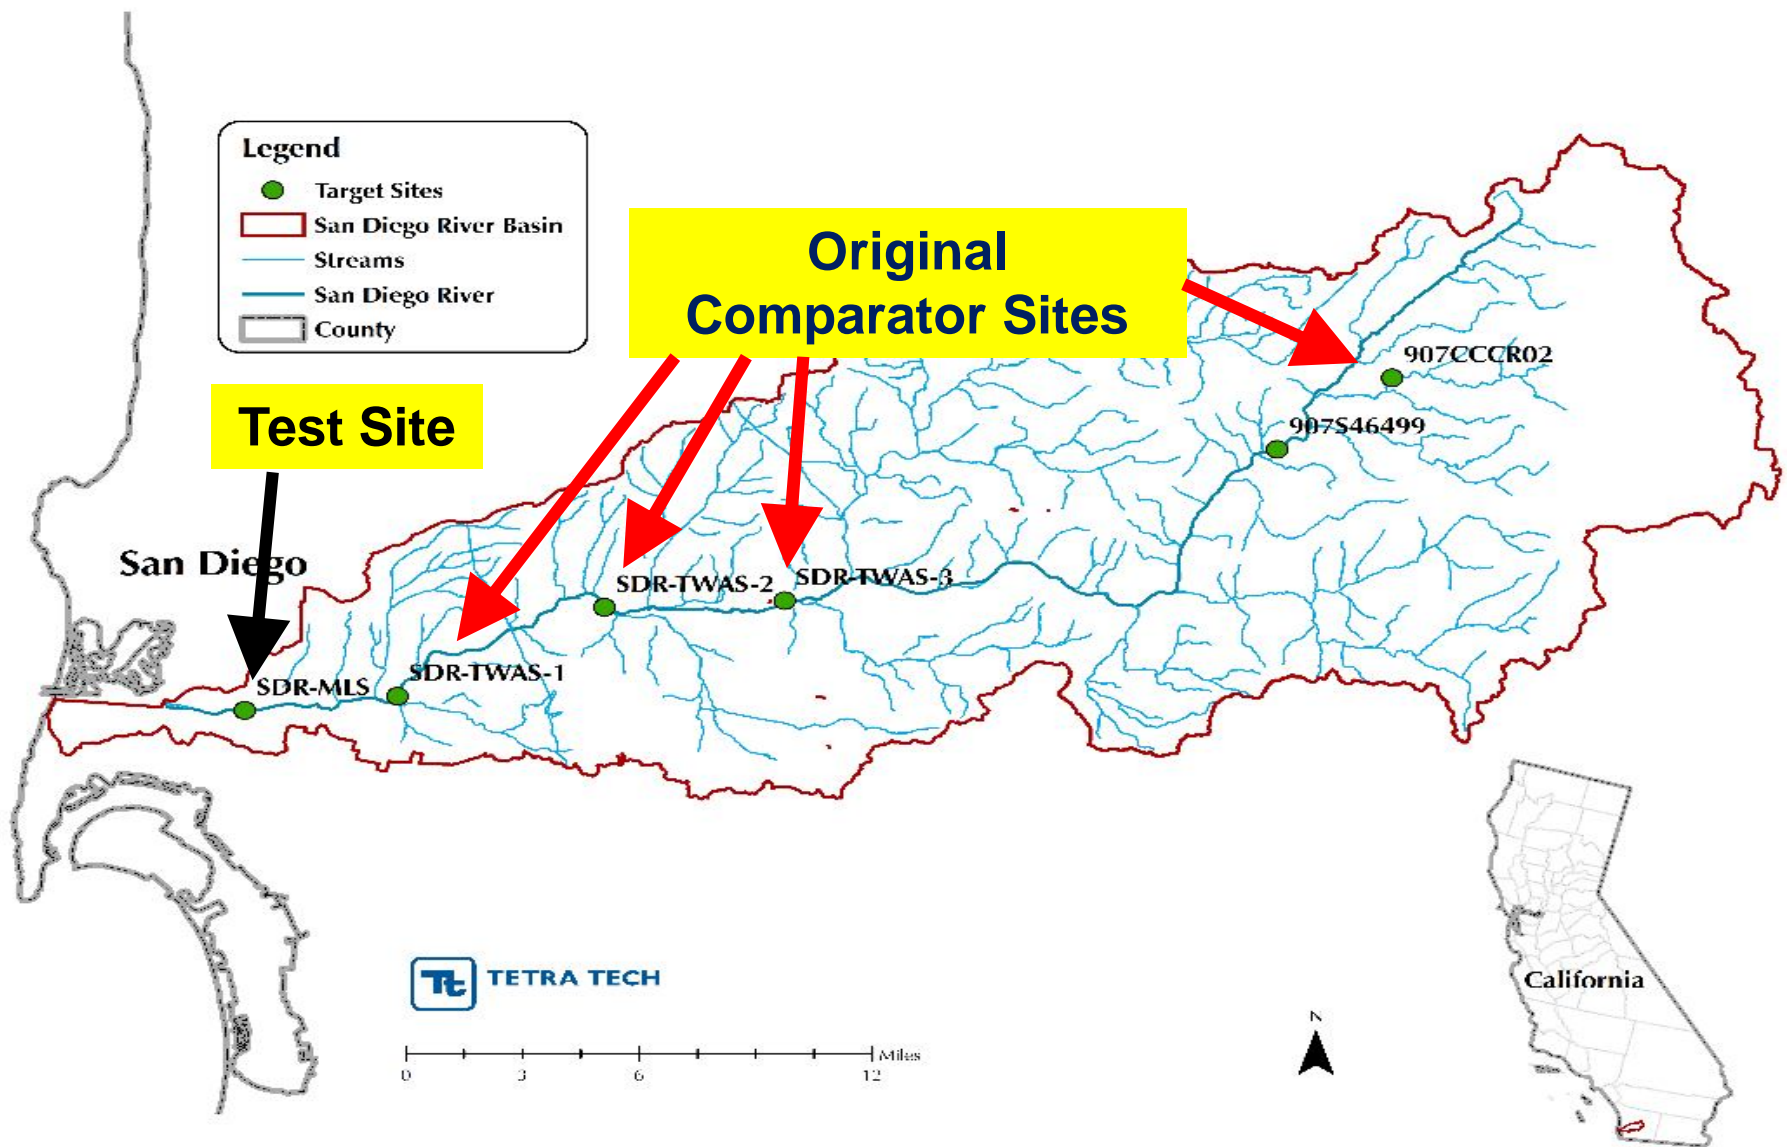 Legend
Target Sites
San Diego River Basin
Streams
San Diego River
County
Original
Comparator Sites
Test Site
907CCCR02
907S46499
San Diego
SDR-TWAS-2
SDR-TWAS-3
SDR-TWAS-1
SDR-MLS
Tt TETRA TECH
California
N
Miles
0 3 6 12